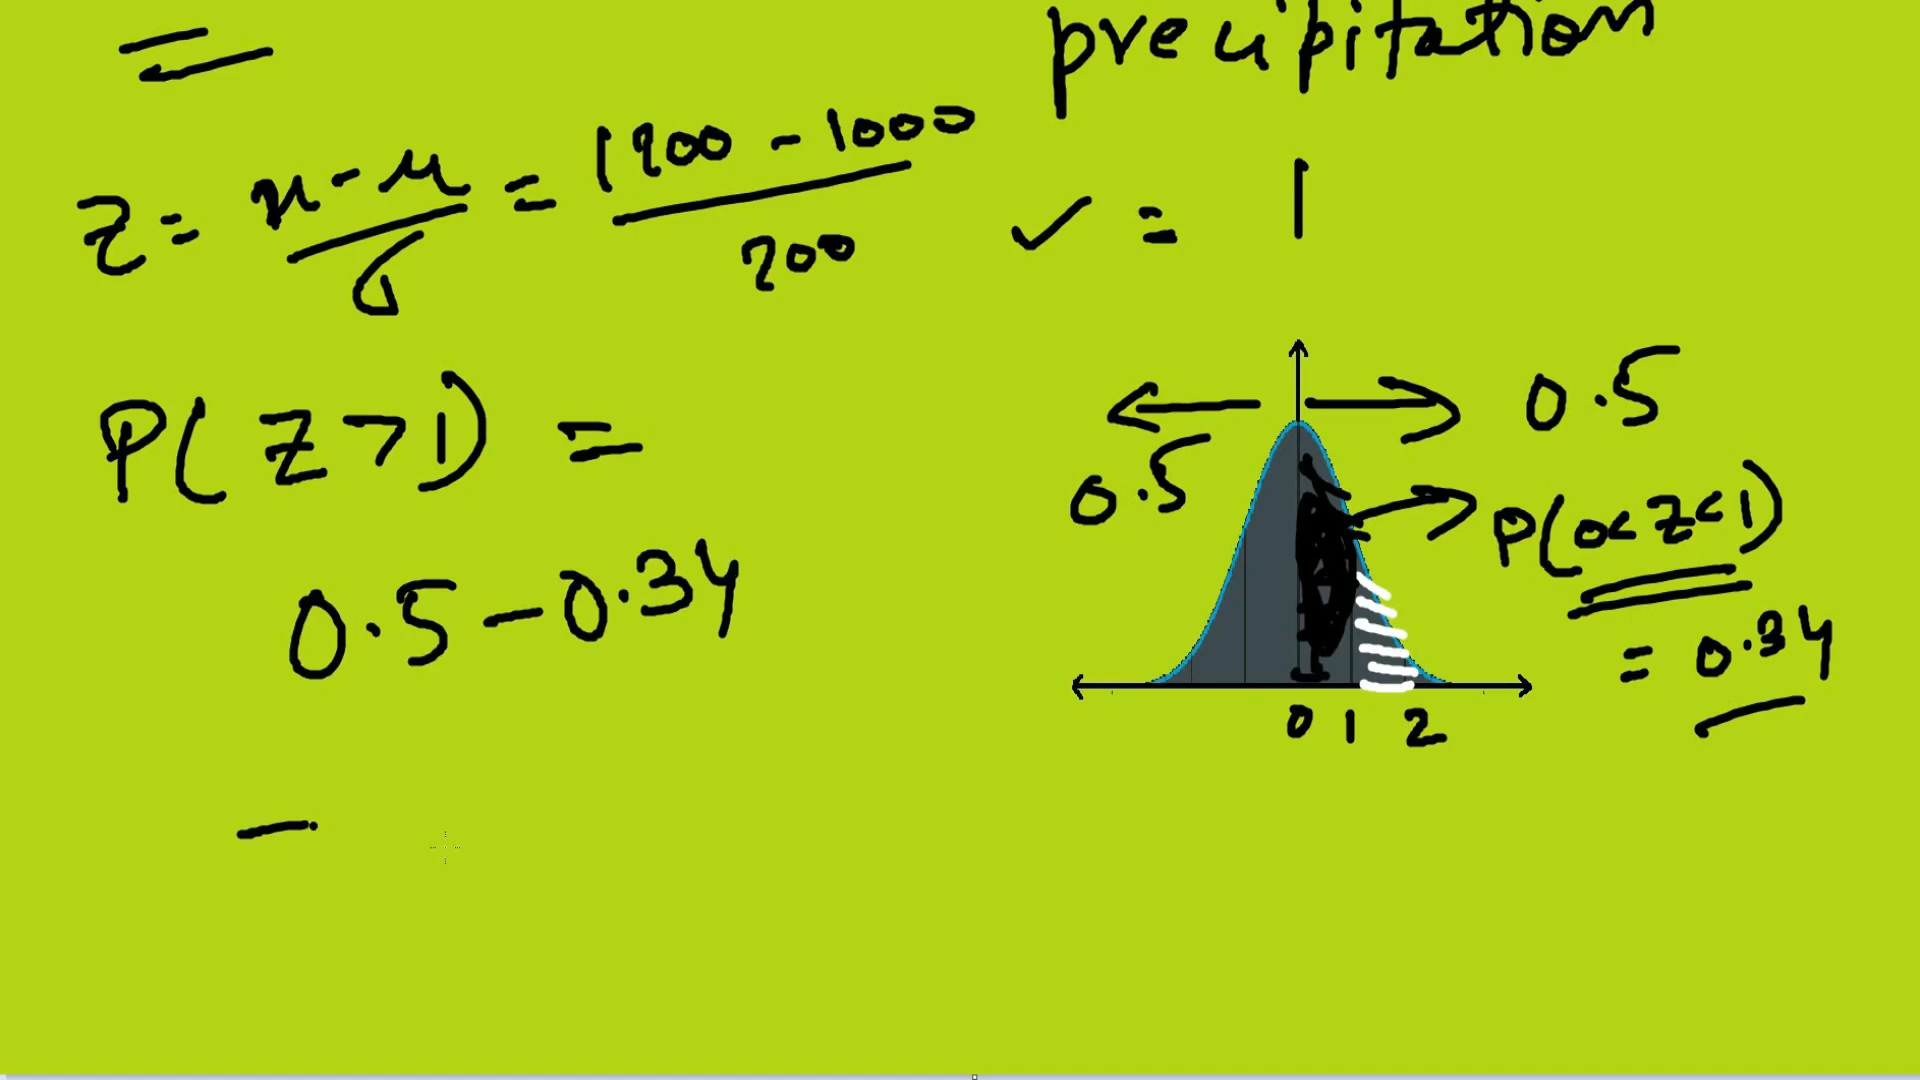 precipitation
z = x - μ / σ = 1200 - 1000 / 200 ✓ = 1
P( Z > 1) =
0.5 - 0.34
0.5
0.5
P(0< Z < 1)
= 0.34
0 1 2